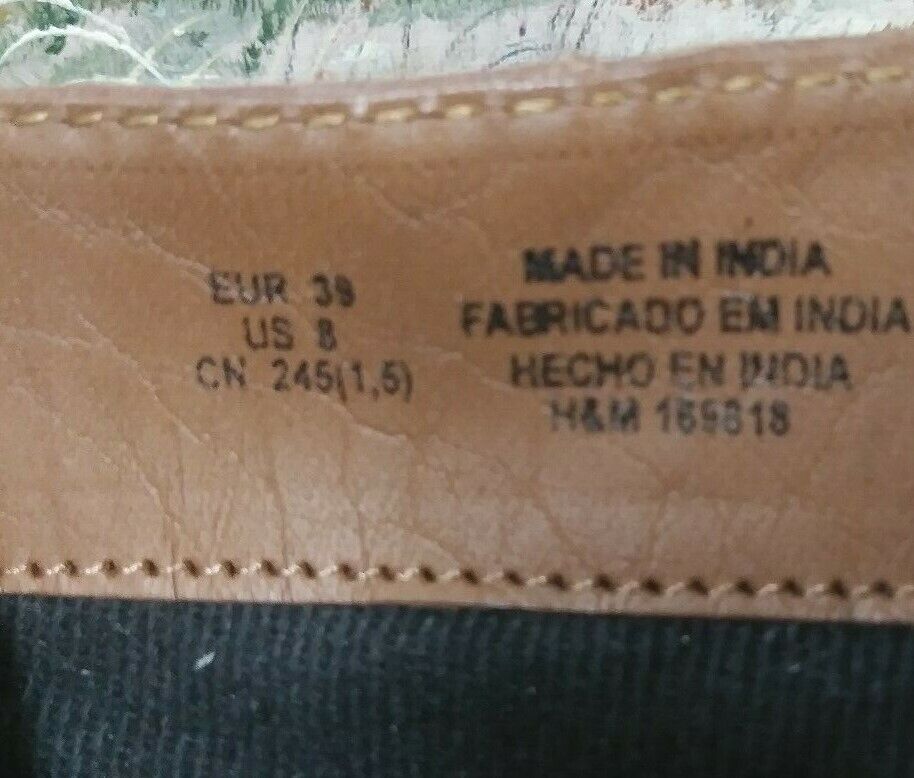 EUR 39
US 8
CN 245(1,5)
MADE IN INDIA
FABRICADO EM INDIA
HECHO EN INDIA
H&M 169818